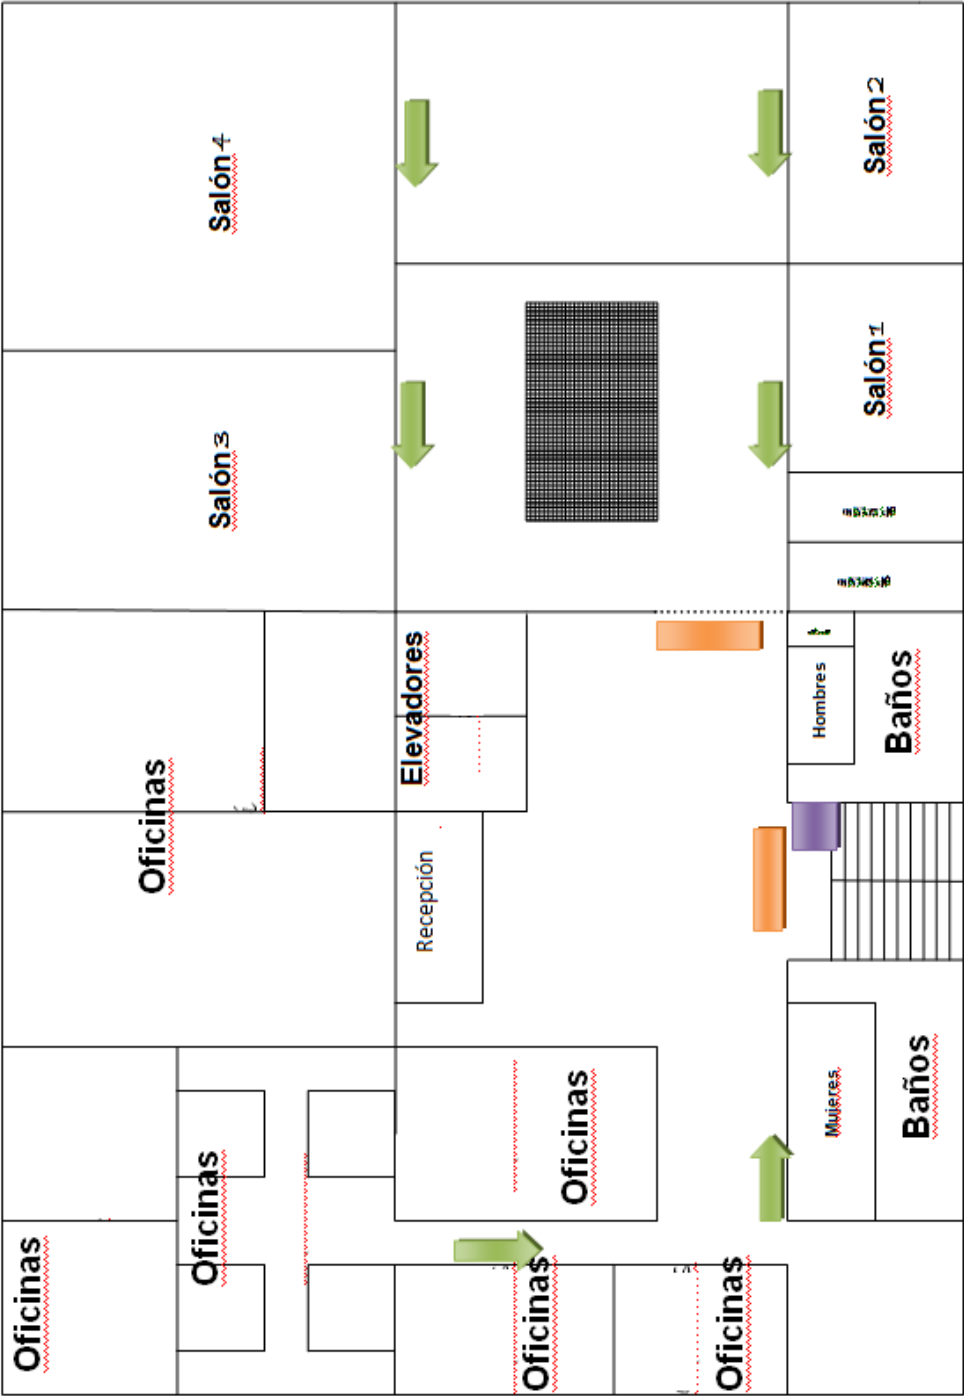 Salón 4
Salón 2
Salón 1
Salón 3
Elevadores
Hombres
Baños
Oficinas
Recepción
Mujeres
Baños
Oficinas
Oficinas
Oficinas
Oficinas
Oficinas